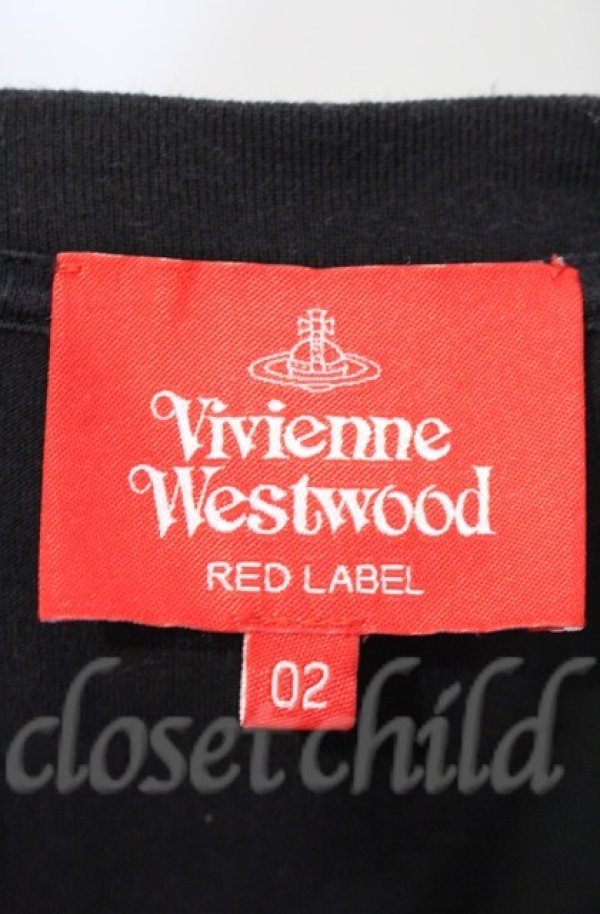 Vivienne
Westwood
RED LABEL
02
closet child